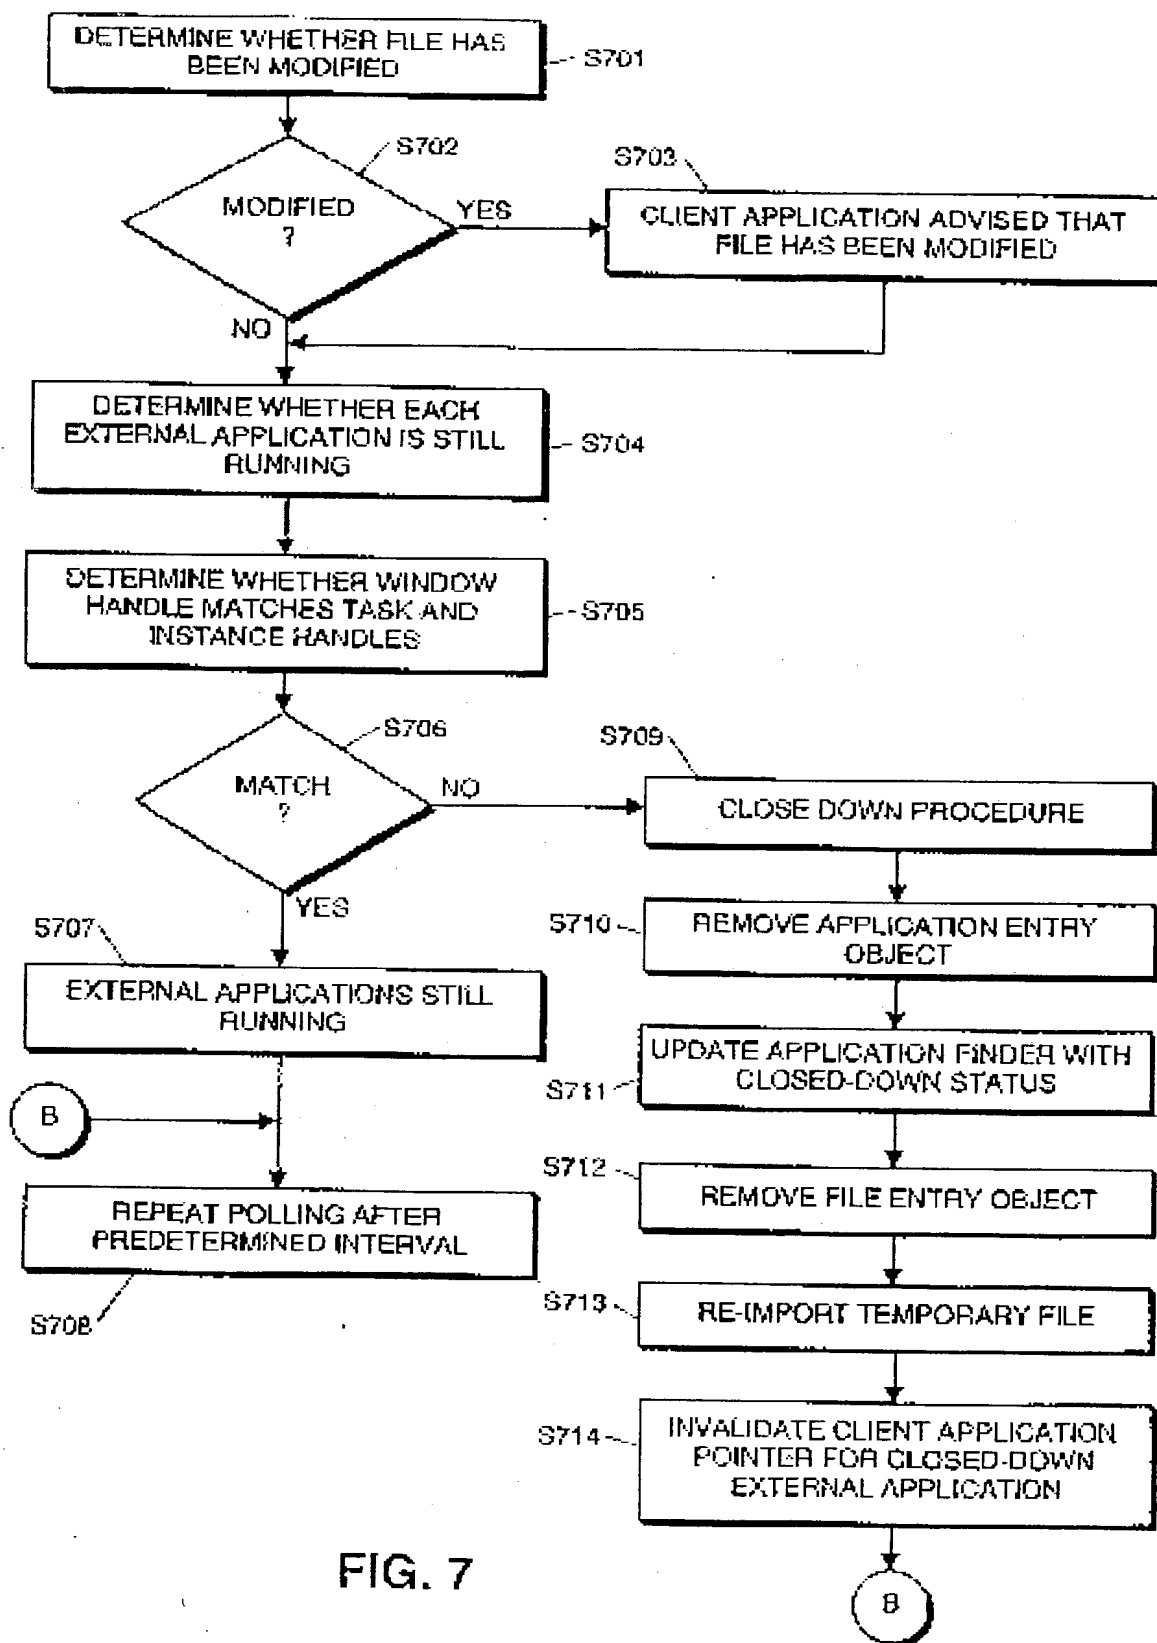 DETERMINE WHETHER FILE HAS
BEEN MODIFIED
S701
S702
MODIFIED
?
YES
NO
S703
CLIENT APPLICATION ADVISED THAT
FILE HAS BEEN MODIFIED
DETERMINE WHETHER EACH
EXTERNAL APPLICATION IS STILL
RUNNING
S704
DETERMINE WHETHER WINDOW
HANDLE MATCHES TASK AND
INSTANCE HANDLES
S705
S706
MATCH
?
NO
YES
S707
EXTERNAL APPLICATIONS STILL
RUNNING
B
REPEAT POLLING AFTER
PREDETERMINED INTERVAL
S708
S709
CLOSE DOWN PROCEDURE
S710
REMOVE APPLICATION ENTRY
OBJECT
S711
UPDATE APPLICATION FINDER WITH
CLOSED-DOWN STATUS
S712
REMOVE FILE ENTRY OBJECT
S713
RE-IMPORT TEMPORARY FILE
S714
INVALIDATE CLIENT APPLICATION
POINTER FOR CLOSED-DOWN
EXTERNAL APPLICATION
B
FIG. 7